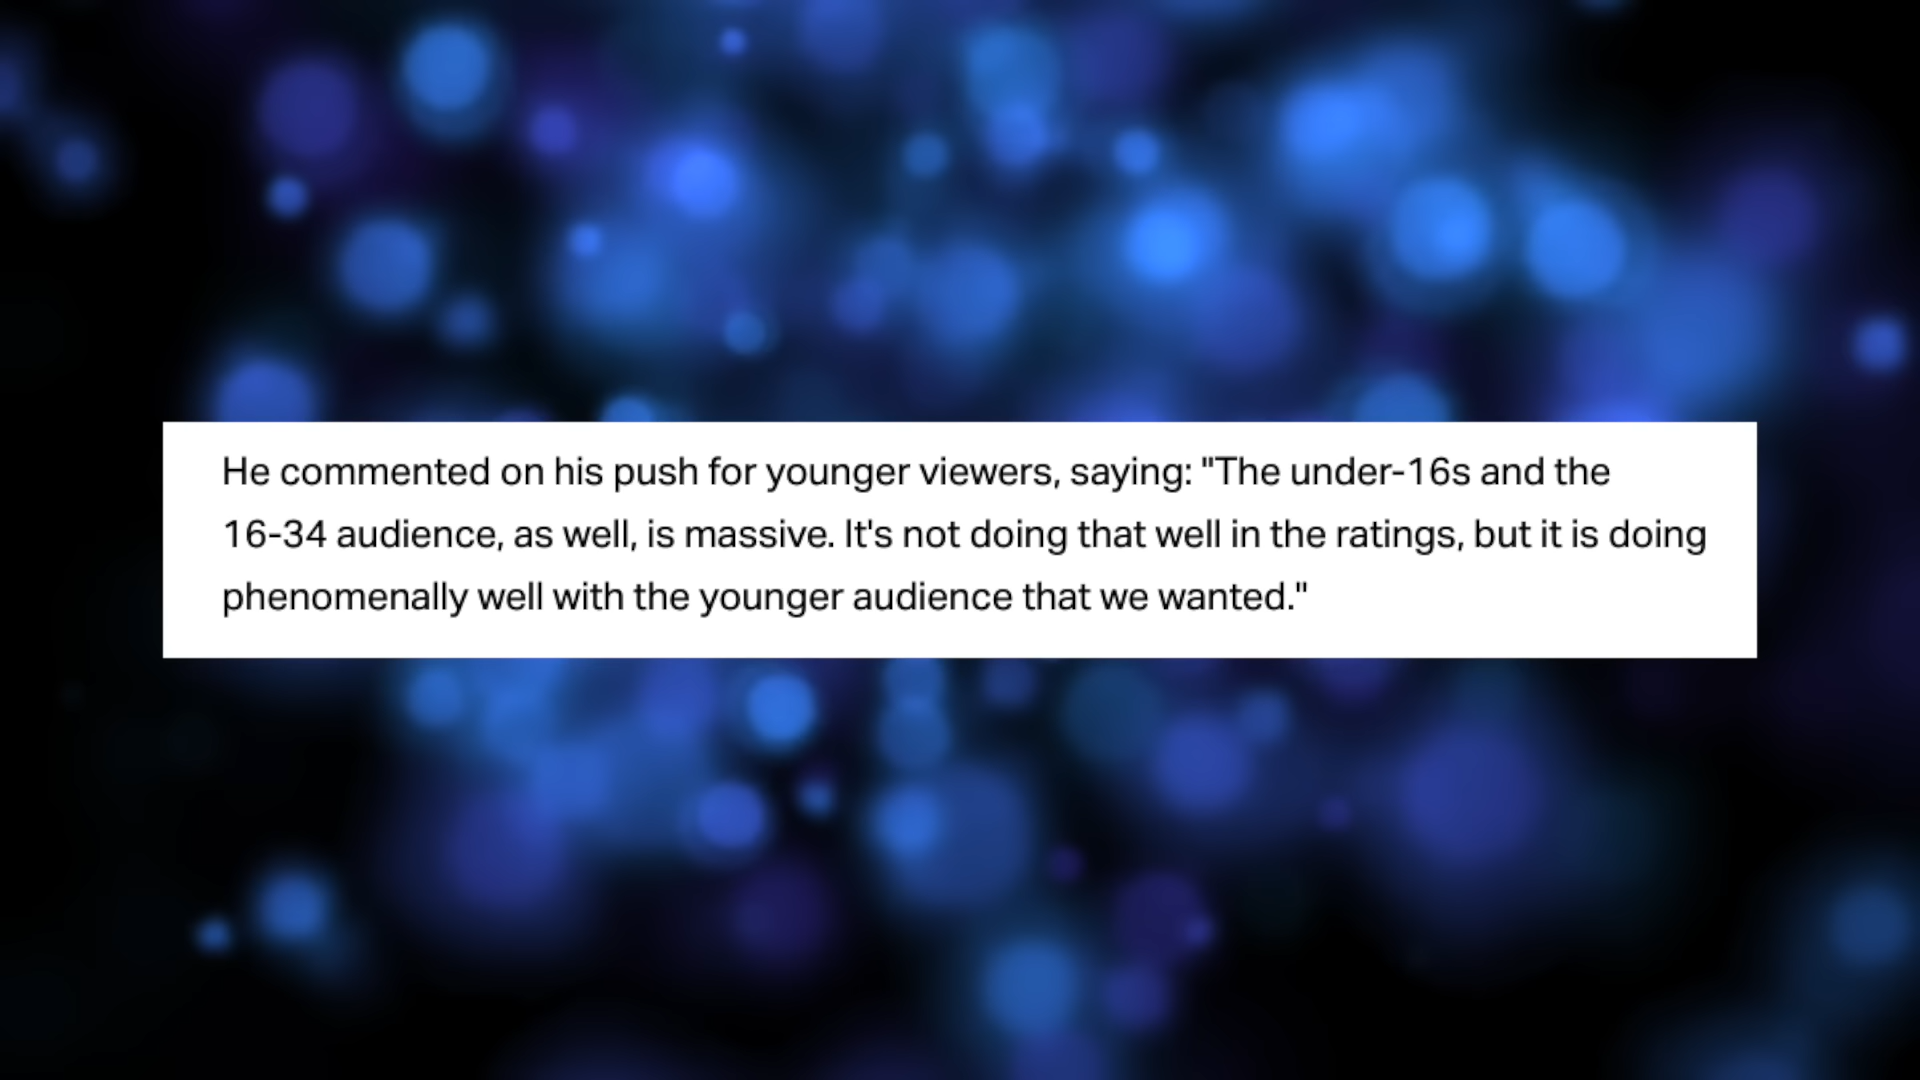 He commented on his push for younger viewers, saying: "The under-16s and the
16-34 audience, as well, is massive. It's not doing that well in the ratings, but it is doing
phenomenally well with the younger audience that we wanted."